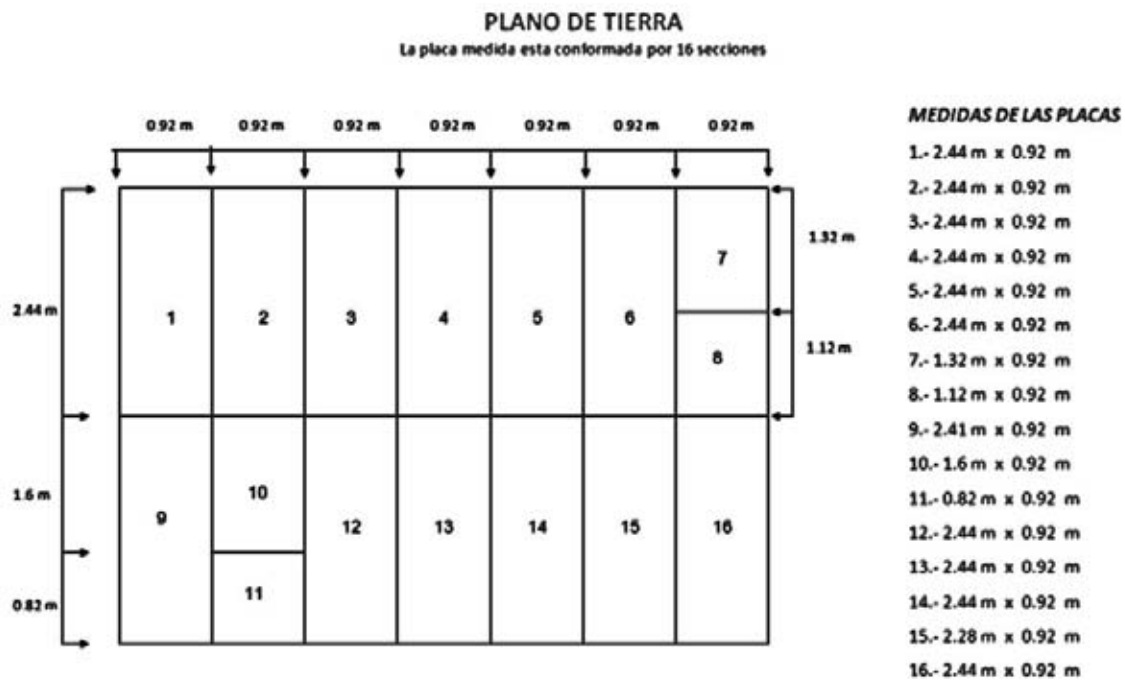 PLANO DE TIERRA
La placa medida esta conformada por 16 secciones
0.92 m 0.92 m 0.92 m 0.92 m 0.92 m 0.92 m 0.92 m
2.44 m
1.6 m
0.82 m
1 2 3 4 5 6 7
8
9 10 12 13 14 15 16
11
1.32 m
1.12 m
MEDIDAS DE LAS PLACAS
1.- 2.44 m x 0.92 m
2.- 2.44 m x 0.92 m
3.- 2.44 m x 0.92 m
4.- 2.44 m x 0.92 m
5.- 2.44 m x 0.92 m
6.- 2.44 m x 0.92 m
7.- 1.32 m x 0.92 m
8.- 1.12 m x 0.92 m
9.- 2.41 m x 0.92 m
10.- 1.6 m x 0.92 m
11.- 0.82 m x 0.92 m
12.- 2.44 m x 0.92 m
13.- 2.44 m x 0.92 m
14.- 2.44 m x 0.92 m
15.- 2.28 m x 0.92 m
16.- 2.44 m x 0.92 m